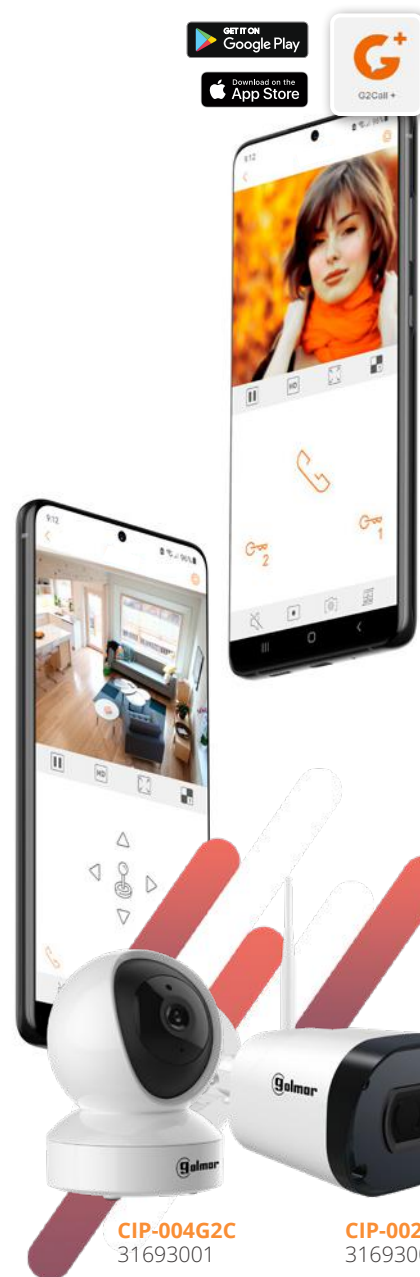 GET IT ON
Google Play
Download on the
App Store
G+
G2Call +
9:12
HD
2
1
9:12
96%
HD
golmar
golmar
CIP-004G2C
31693001
CIP-002